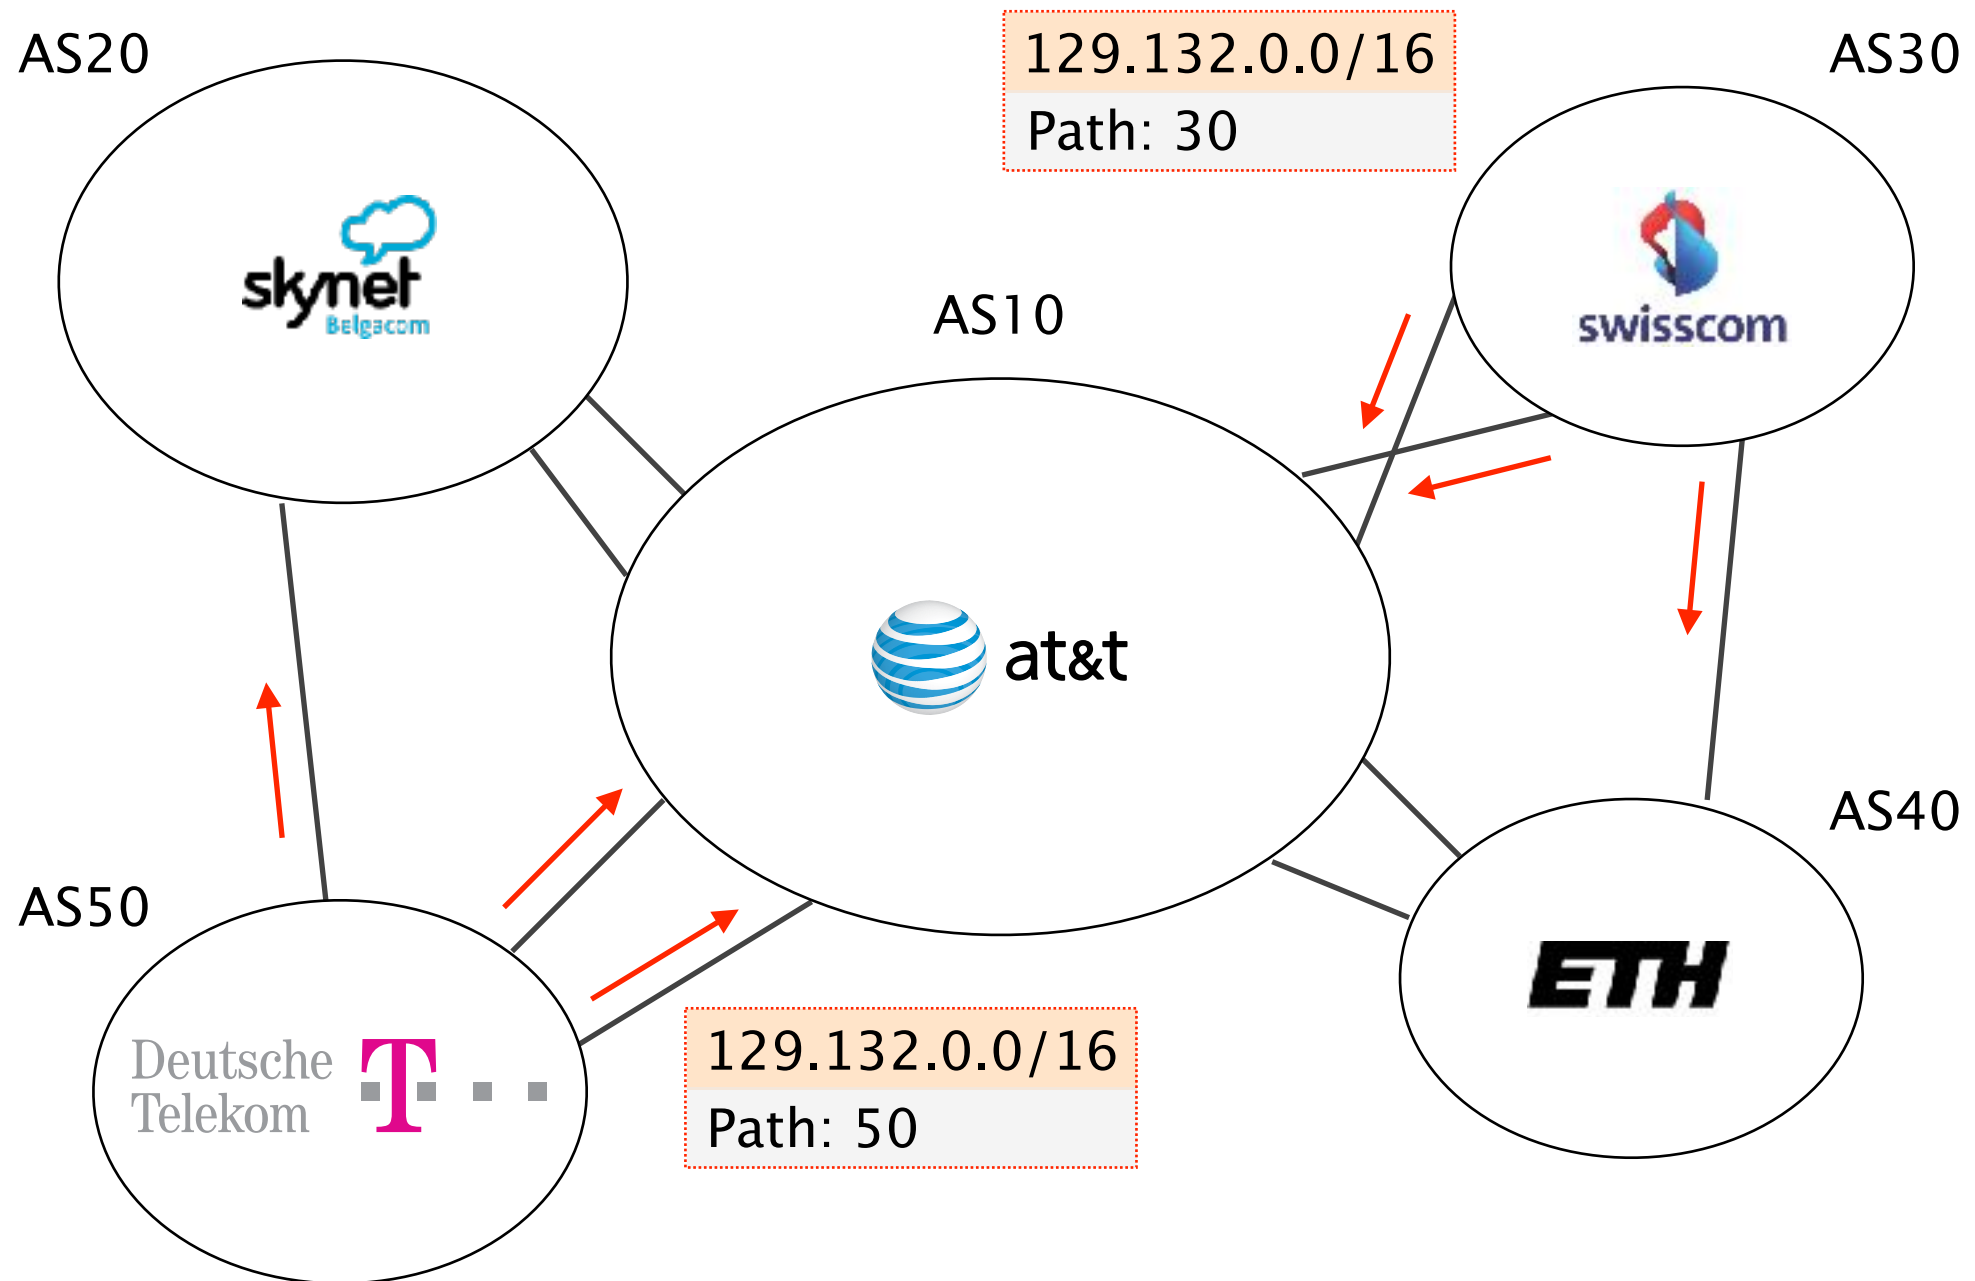 AS20
129.132.0.0/16
Path: 30
AS30
skynet
Belgacom
swisscom
AS10
at&t
AS40
AS50
ETH
Deutsche
Telekom
T
129.132.0.0/16
Path: 50